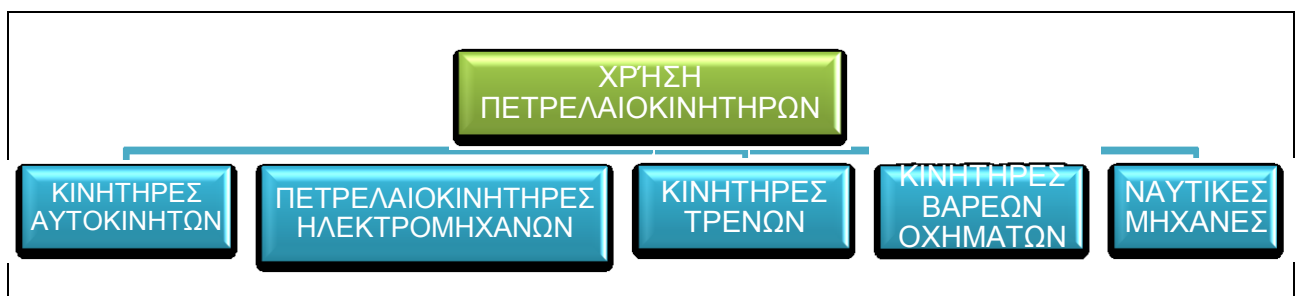 ΧΡΉΣΗ
ΠΕΤΡΕΛΑΙΟΚΙΝΗΤΗΡΩΝ
ΚΙΝΗΤΗΡΕΣ
ΑΥΤΟΚΙΝΗΤΩΝ
ΠΕΤΡΕΛΑΙΟΚΙΝΗΤΗΡΕΣ
ΗΛΕΚΤΡΟΜΗΧΑΝΩΝ
ΚΙΝΗΤΗΡΕΣ
ΤΡΕΝΩΝ
ΚΙΝΗΤΗΡΕΣ
ΒΑΡΕΩΝ
ΟΧΗΜΑΤΩΝ
ΝΑΥΤΙΚΕΣ
ΜΗΧΑΝΕΣ